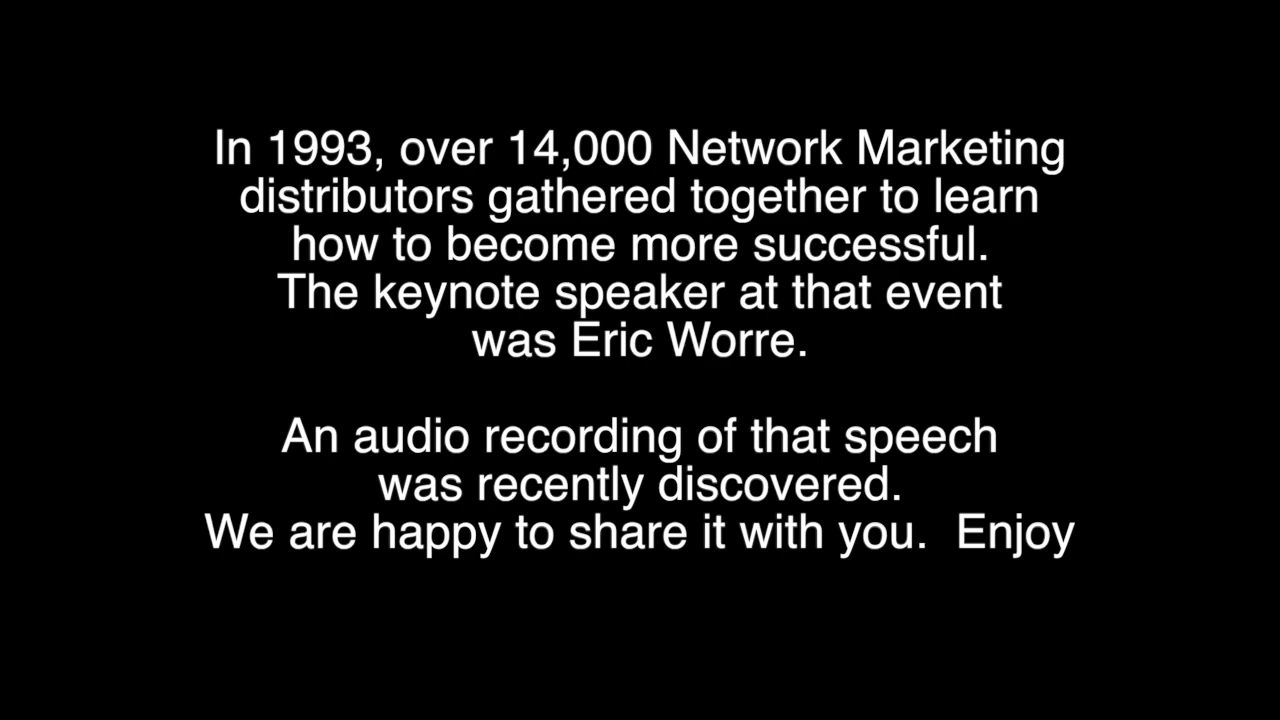 In 1993, over 14,000 Network Marketing
distributors gathered together to learn
how to become more successful.
The keynote speaker at that event
was Eric Worre.
An audio recording of that speech
was recently discovered.
We are happy to share it with you.  Enjoy